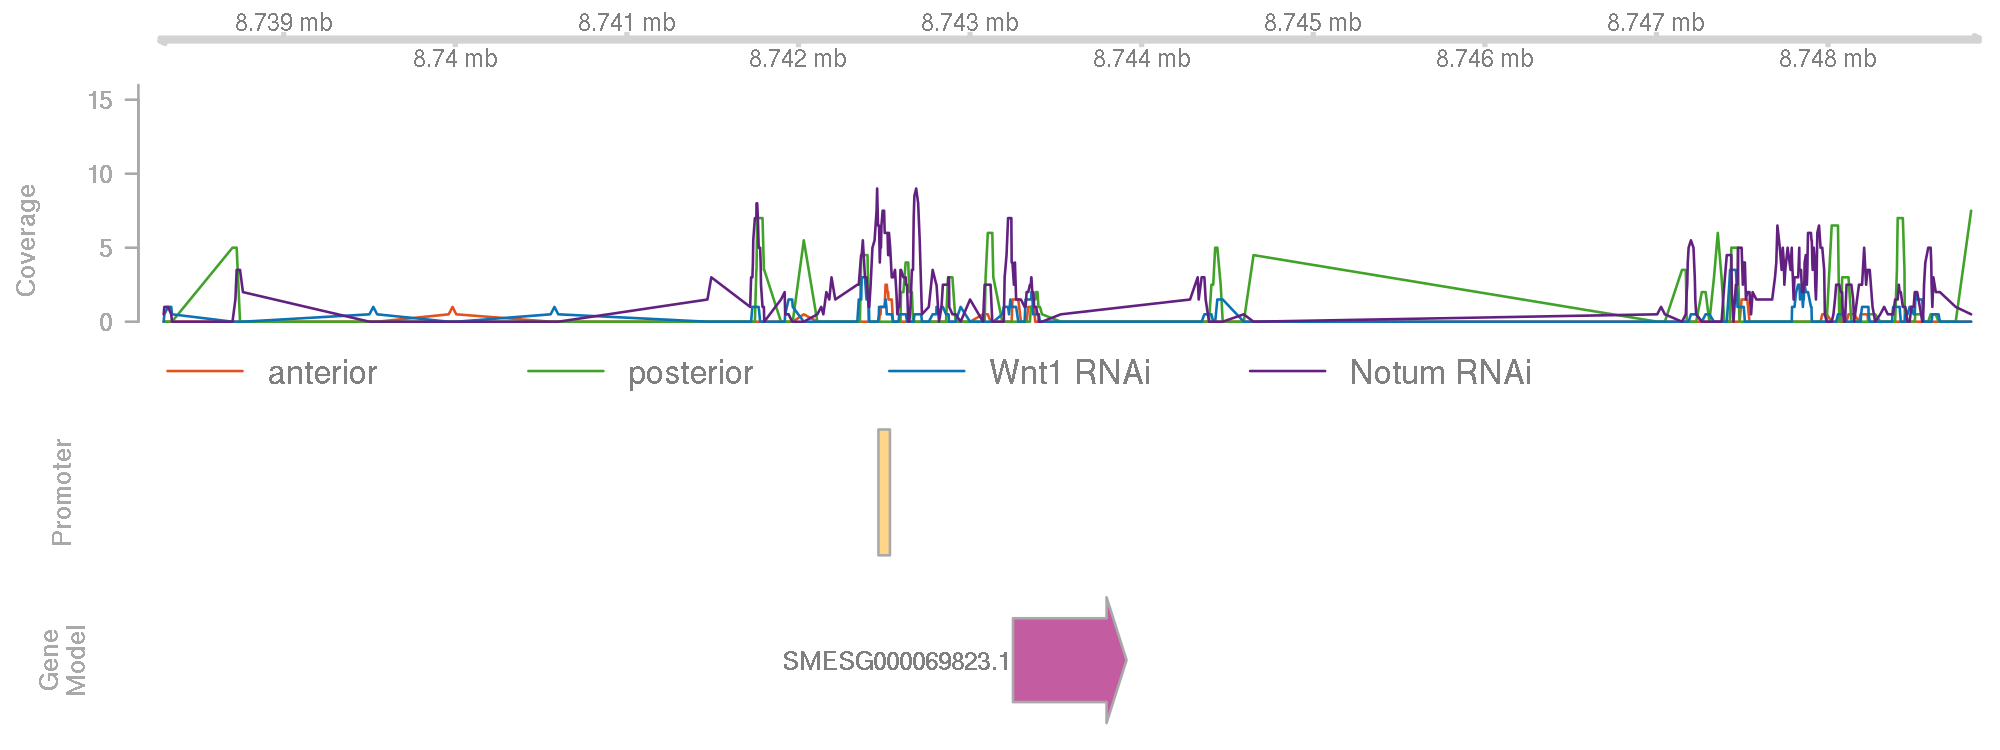 8.739 mb 8.741 mb 8.743 mb 8.745 mb 8.747 mb
8.74 mb 8.742 mb 8.744 mb 8.746 mb 8.748 mb
15
10
5
0
Coverage
anterior posterior Wnt1 RNAi Notum RNAi
Promoter
Gene
Model
SMESG000069823.1